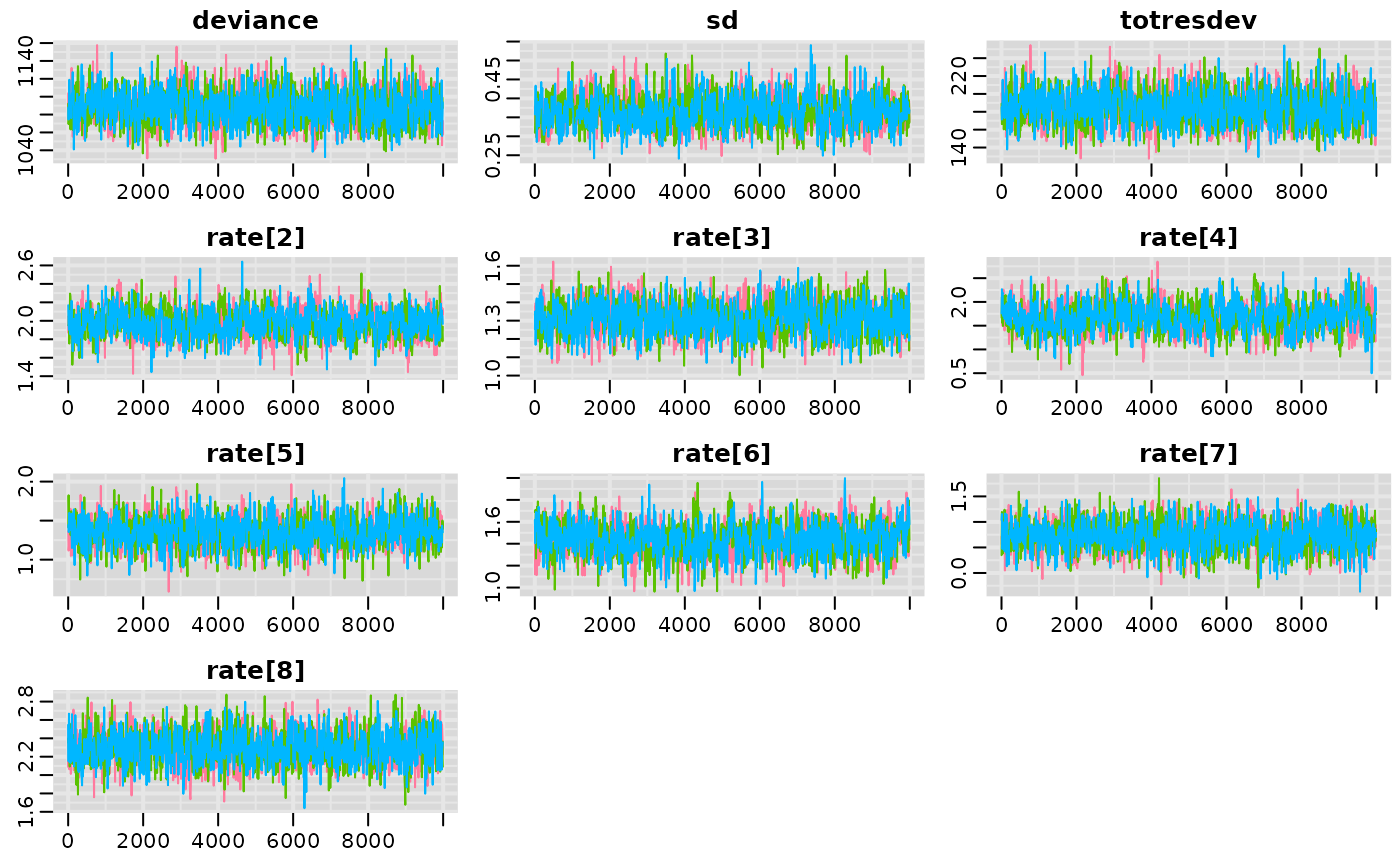 deviance
1040 1140
0 2000 4000 6000 8000
sd
0.25 0.45
0 2000 4000 6000 8000
totresdev
140 220
0 2000 4000 6000 8000
rate[2]
1.4 2.0 2.6
0 2000 4000 6000 8000
rate[3]
1.0 1.3 1.6
0 2000 4000 6000 8000
rate[4]
0.5 2.0
0 2000 4000 6000 8000
rate[5]
1.0 2.0
0 2000 4000 6000 8000
rate[6]
1.0 1.6
0 2000 4000 6000 8000
rate[7]
0.0 1.5
0 2000 4000 6000 8000
rate[8]
1.6 2.2 2.8
0 2000 4000 6000 8000